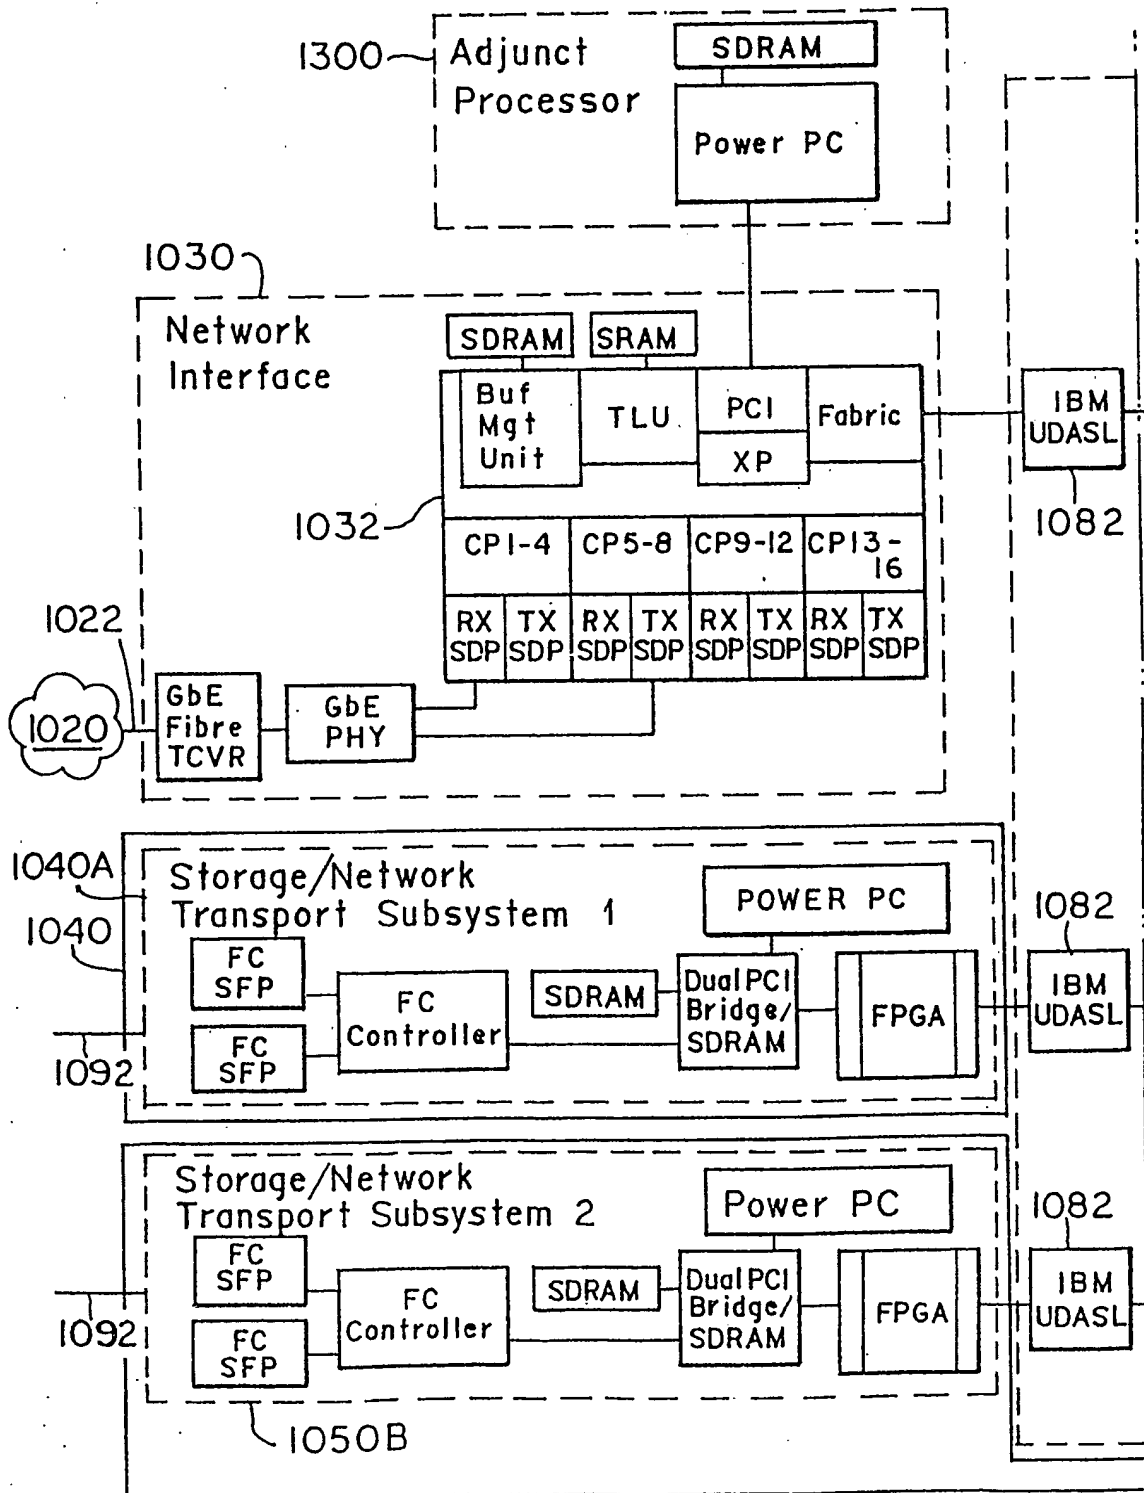 1300
Adjunct
Processor
SDRAM
Power PC
1030
Network
Interface
SDRAM
SRAM
Buf
Mgt
Unit
TLU
PCI
XP
Fabric
IBM
UDASL
1082
1032
CP1-4
CP5-8
CP9-12
CP13-
16
RX
SDP
TX
SDP
RX
SDP
TX
SDP
RX
SDP
TX
SDP
RX
SDP
TX
SDP
1022
1020
GbE
Fibre
TCVR
GbE
PHY
1040A
1040
Storage/Network
Transport Subsystem 1
POWER PC
FC
SFP
FC
SFP
FC
Controller
SDRAM
Dual PCI
Bridge/
SDRAM
FPGA
1082
IBM
UDASL
1092
Storage/Network
Transport Subsystem 2
Power PC
FC
SFP
FC
SFP
FC
Controller
SDRAM
Dual PCI
Bridge/
SDRAM
FPGA
1082
IBM
UDASL
1092
1050B